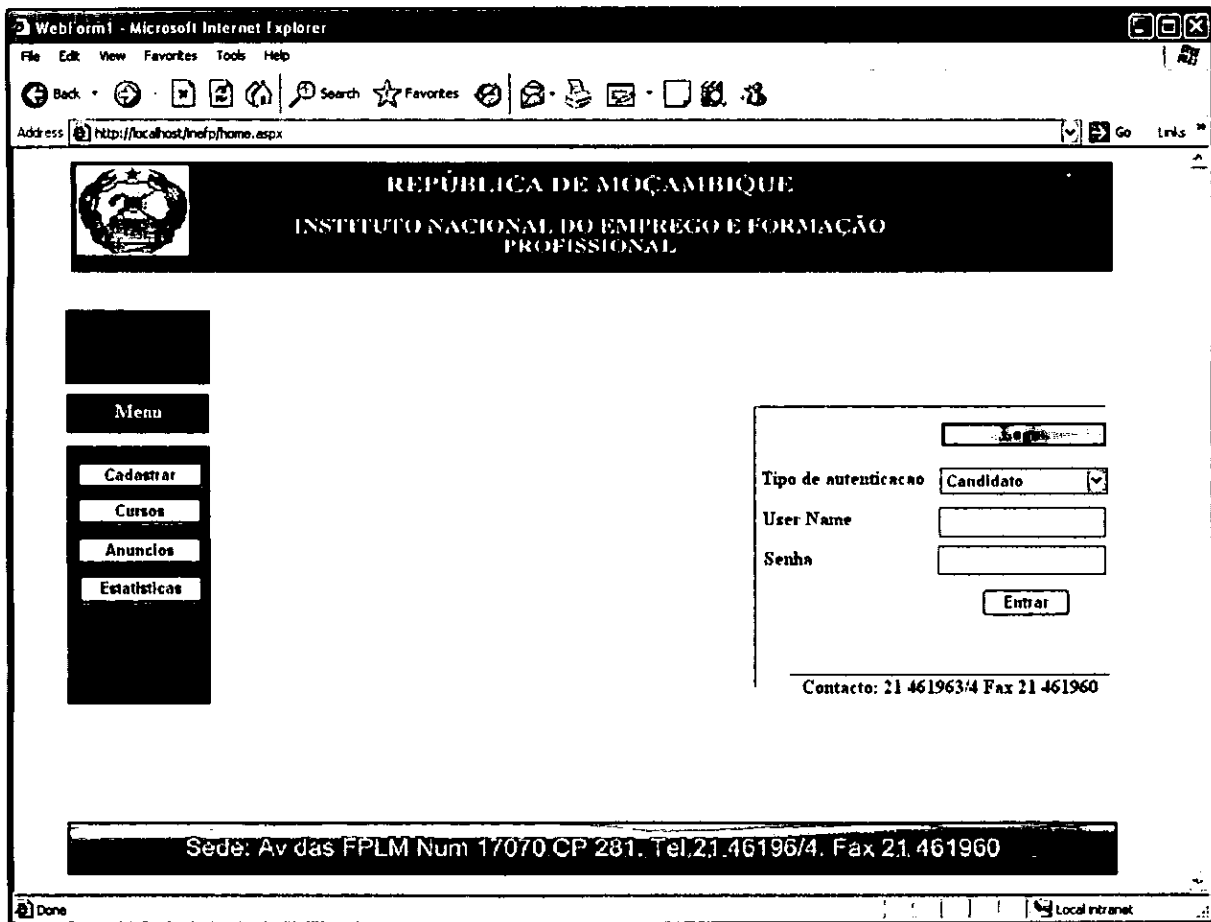 WebForm1 - Microsoft Internet Explorer
File Edit View Favorites Tools Help
Back Search Favorites
Address http://localhost/inefp/home.aspx Go Links »
REPÚBLICA DE MOÇAMBIQUE
INSTITUTO NACIONAL DO EMPREGO E FORMAÇÃO
PROFISSIONAL
Menu
Cadastrar
Cursos
Anuncios
Estatisticas
Login
Tipo de autenticacao Candidato
User Name
Senha
Entrar
Contacto: 21 461963/4 Fax 21 461960
Sede: Av das FPLM Num 17070 CP 281. Tel.21.46196/4. Fax 21.461960
Done Local intranet